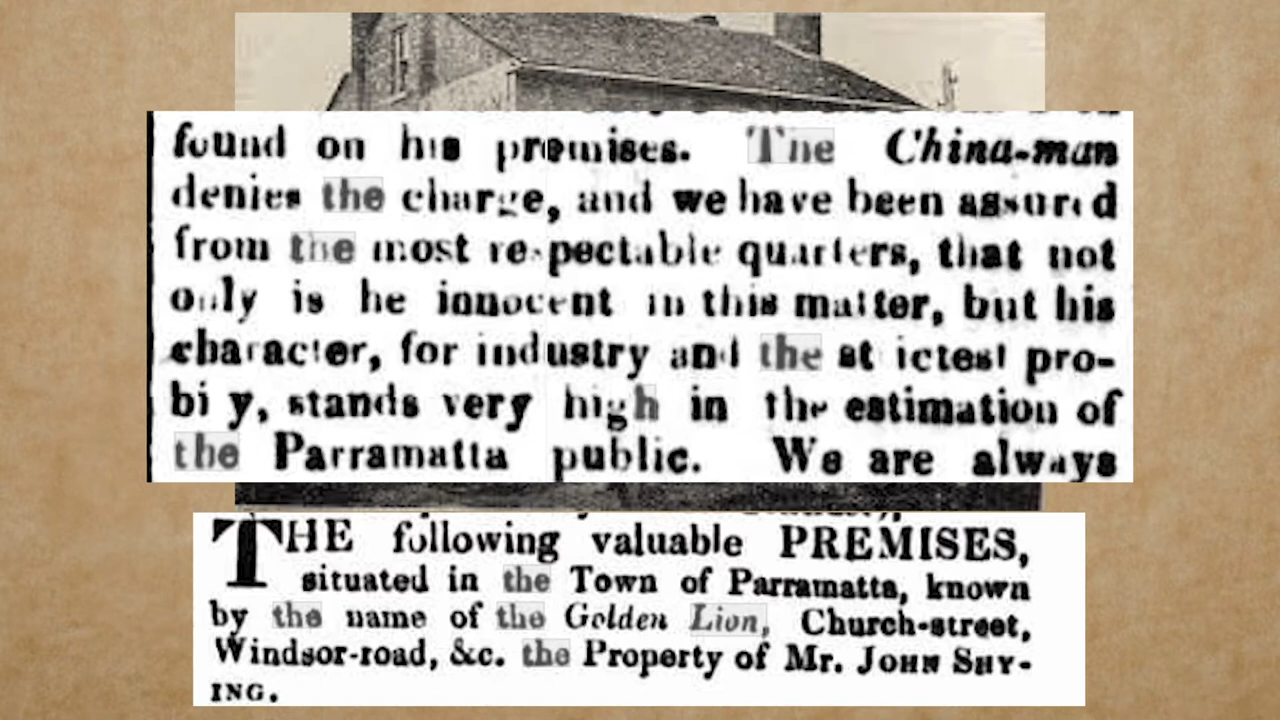 found on his premises. The China-man
denies the charge, and we have been assured
from the most respectable quarters, that not
only is he innocent in this matter, but his
character, for industry and the st ictest pro-
bi y, stands very high in the estimation of
the Parramatta public. We are always
THE following valuable PREMISES,
situated in the Town of Parramatta, known
by the name of the Golden Lion, Church-street,
Windsor-road, &c. the Property of Mr. JOHN SHY-
ING.